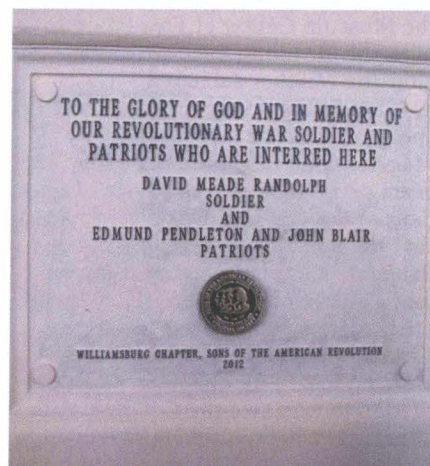 TO THE GLORY OF GOD AND IN MEMORY OF
OUR REVOLUTIONARY WAR SOLDIER AND
PATRIOTS WHO ARE INTERRED HERE
DAVID MEADE RANDOLPH
SOLDIER
AND
EDMUND PENDLETON AND JOHN BLAIR
PATRIOTS
WILLIAMSBURG CHAPTER, SONS OF THE AMERICAN REVOLUTION
2012